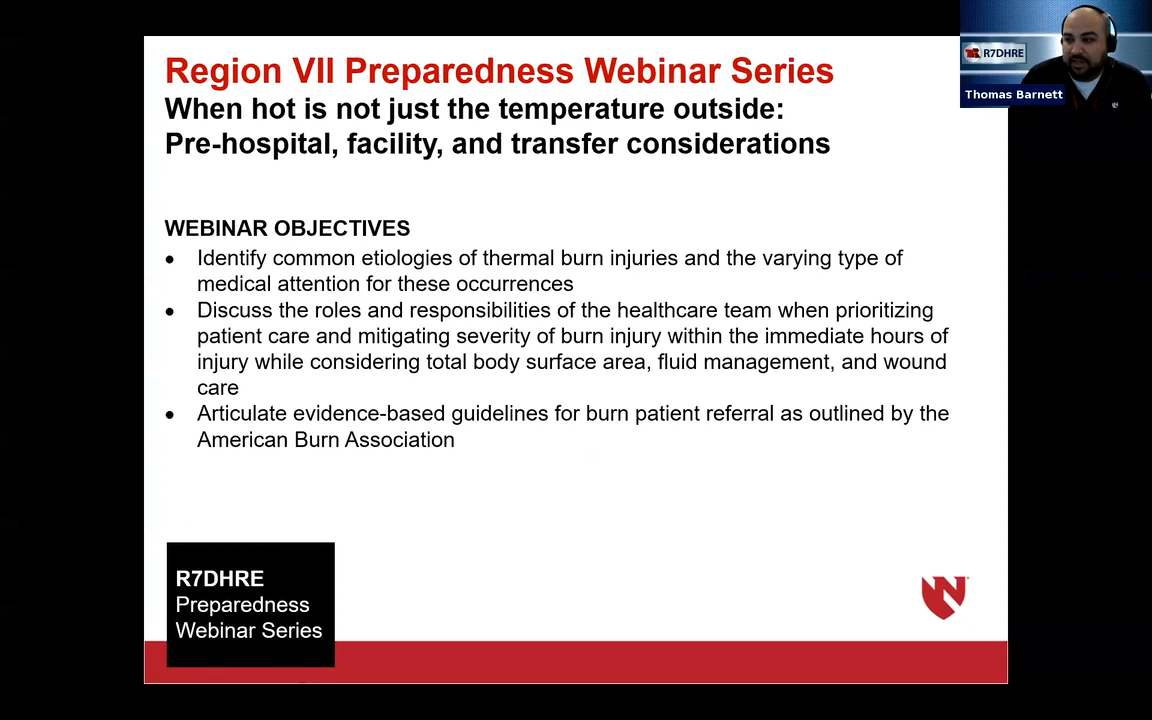 Region VII Preparedness Webinar Series
When hot is not just the temperature outside:
Pre-hospital, facility, and transfer considerations
WEBINAR OBJECTIVES
• Identify common etiologies of thermal burn injuries and the varying type of
medical attention for these occurrences
• Discuss the roles and responsibilities of the healthcare team when prioritizing
patient care and mitigating severity of burn injury within the immediate hours of
injury while considering total body surface area, fluid management, and wound
care
• Articulate evidence-based guidelines for burn patient referral as outlined by the
American Burn Association
R7DHRE
Preparedness
Webinar Series
R7DHRE
Thomas Barnett